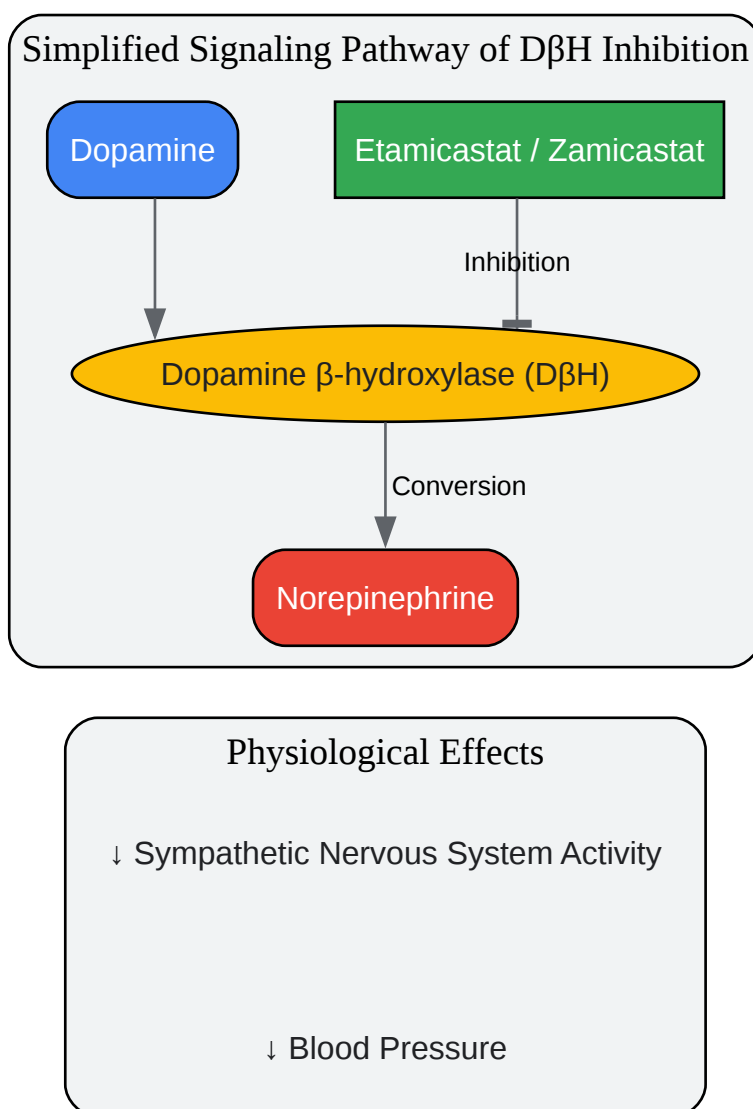 Simplified Signaling Pathway of DβH Inhibition
Dopamine
Etamicastat / Zamicastat
Inhibition
Dopamine β-hydroxylase (DβH)
Conversion
Norepinephrine
Physiological Effects
↓ Sympathetic Nervous System Activity
↓ Blood Pressure